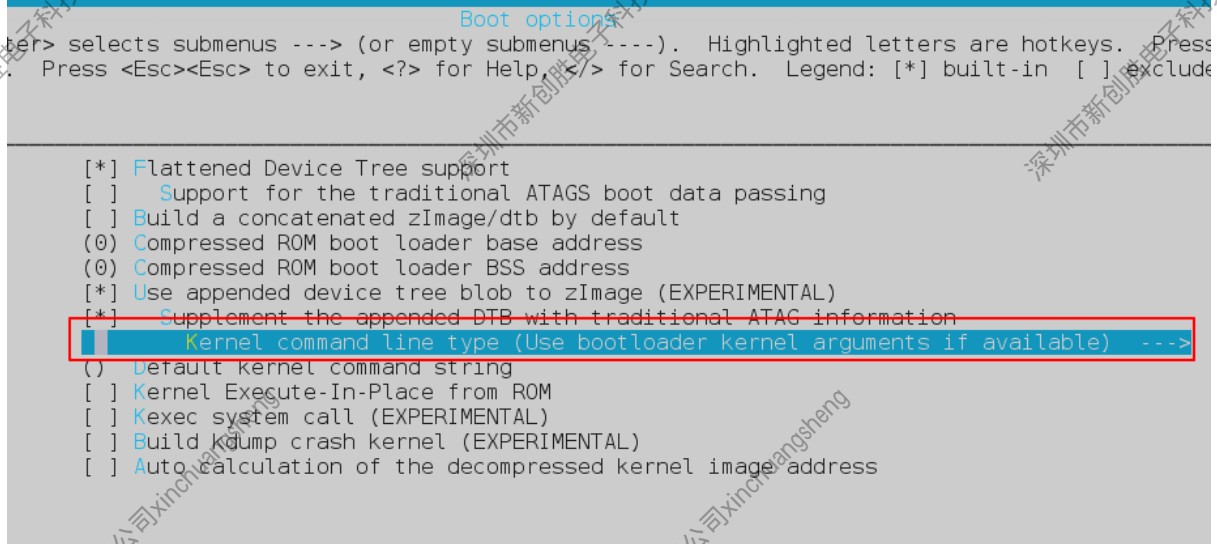 Boot options
ter> selects submenus ---> (or empty submenus ----).  Highlighted letters are hotkeys.  Press
.  Press <Esc><Esc> to exit, <?> for Help, </> for Search.  Legend: [*] built-in  [ ] exclude
[*] Flattened Device Tree support
[ ]   Support for the traditional ATAGS boot data passing
[ ] Build a concatenated zImage/dtb by default
(0) Compressed ROM boot loader base address
(0) Compressed ROM boot loader BSS address
[*] Use appended device tree blob to zImage (EXPERIMENTAL)
[*]   Supplement the appended DTB with traditional ATAG information
Kernel command line type (Use bootloader kernel arguments if available)  --->
() Default kernel command string
[ ] Kernel Execute-In-Place from ROM
[ ] Kexec system call (EXPERIMENTAL)
[ ] Build kdump crash kernel (EXPERIMENTAL)
[ ] Auto calculation of the decompressed kernel image address
深圳市新创胜电子科技
深圳市新创胜电子科技
公司xinchuangsheng
公司xinchuangsheng